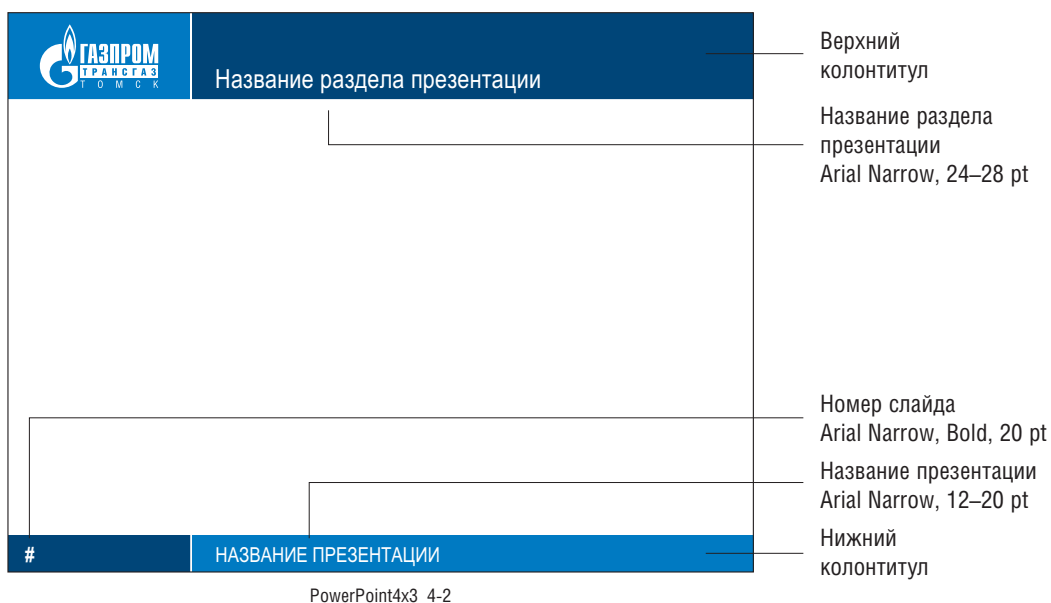 ГАЗПРОМ
ТРАНСГАЗ
ТОМСК
Название раздела презентации
Верхний
колонтитул
Название раздела
презентации
Arial Narrow, 24–28 pt
Номер слайда
Arial Narrow, Bold, 20 pt
Название презентации
Arial Narrow, 12–20 pt
Нижний
колонтитул
#
НАЗВАНИЕ ПРЕЗЕНТАЦИИ
PowerPoint4x3 4-2